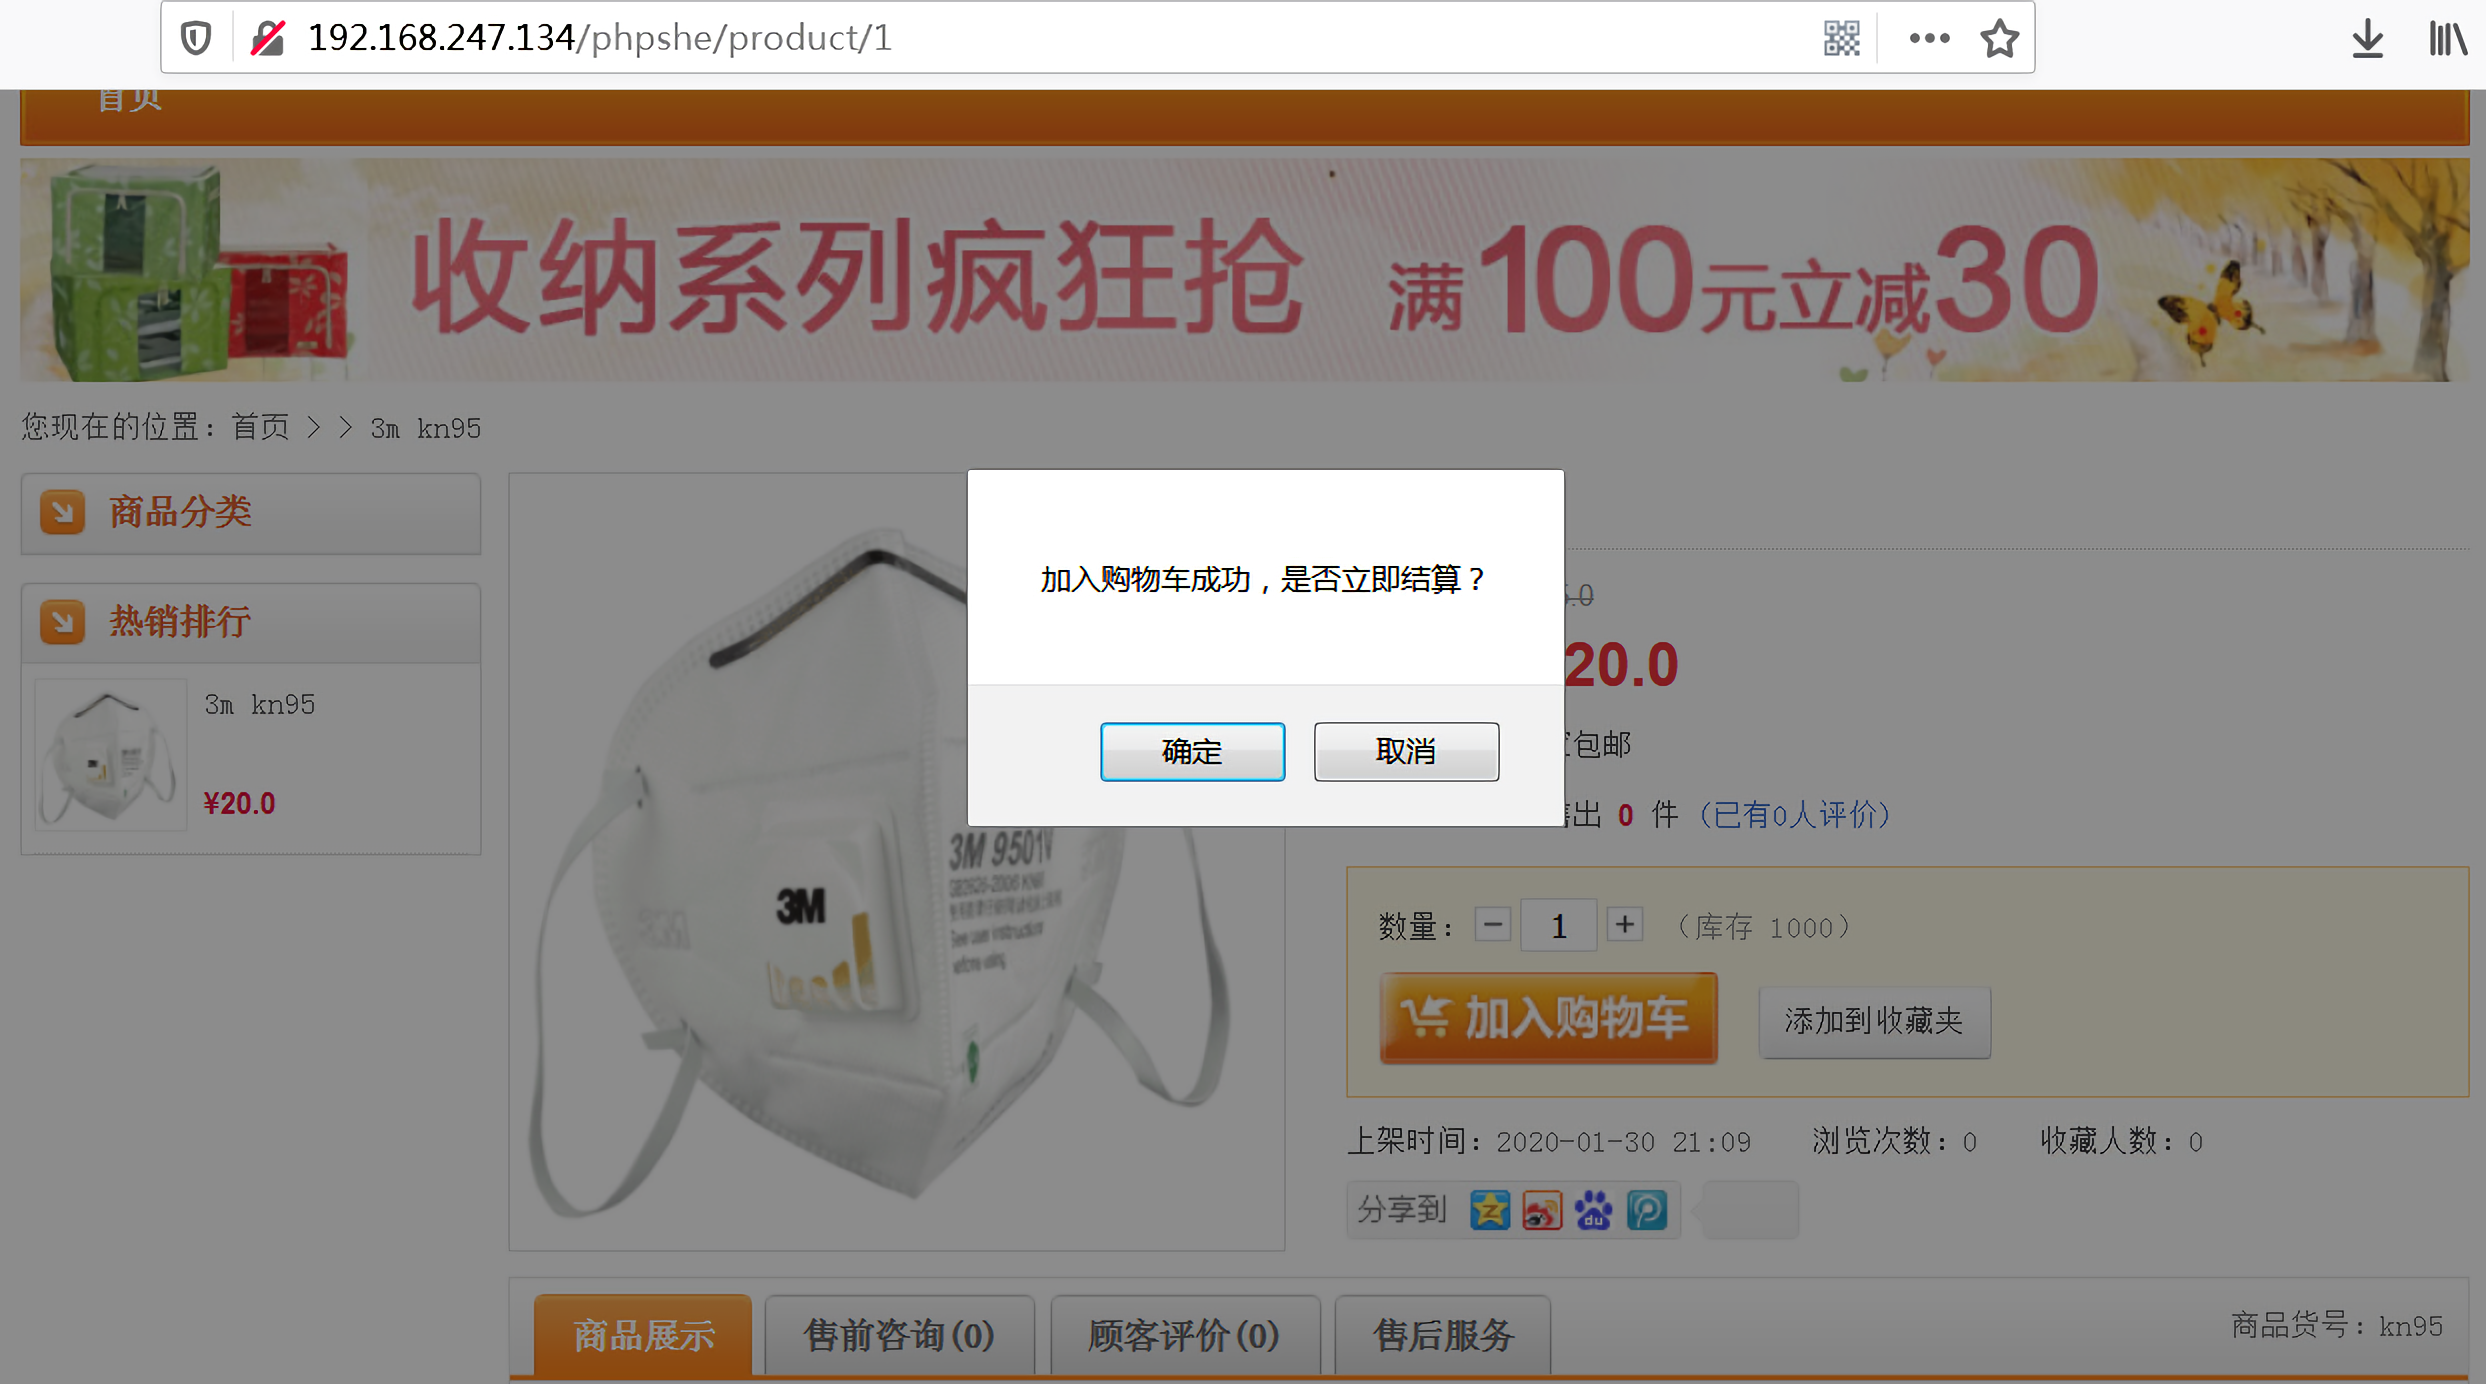 192.168.247.134/phpshe/product/1
首页
收纳系列疯狂抢 满100元立减30
您现在的位置：首页 > > 3m kn95
商品分类
热销排行
3m kn95
¥20.0
3M 9501V
GB2626-2006 KN95
3M
加入购物车成功，是否立即结算？
确定 取消
.0
20.0
包邮
出 0 件 （已有0人评价）
数量： − 1 + （库存 1000）
加入购物车 添加到收藏夹
上架时间：2020-01-30 21:09 浏览次数：0 收藏人数：0
分享到
du
商品展示 售前咨询(0) 顾客评价(0) 售后服务 商品货号：kn95